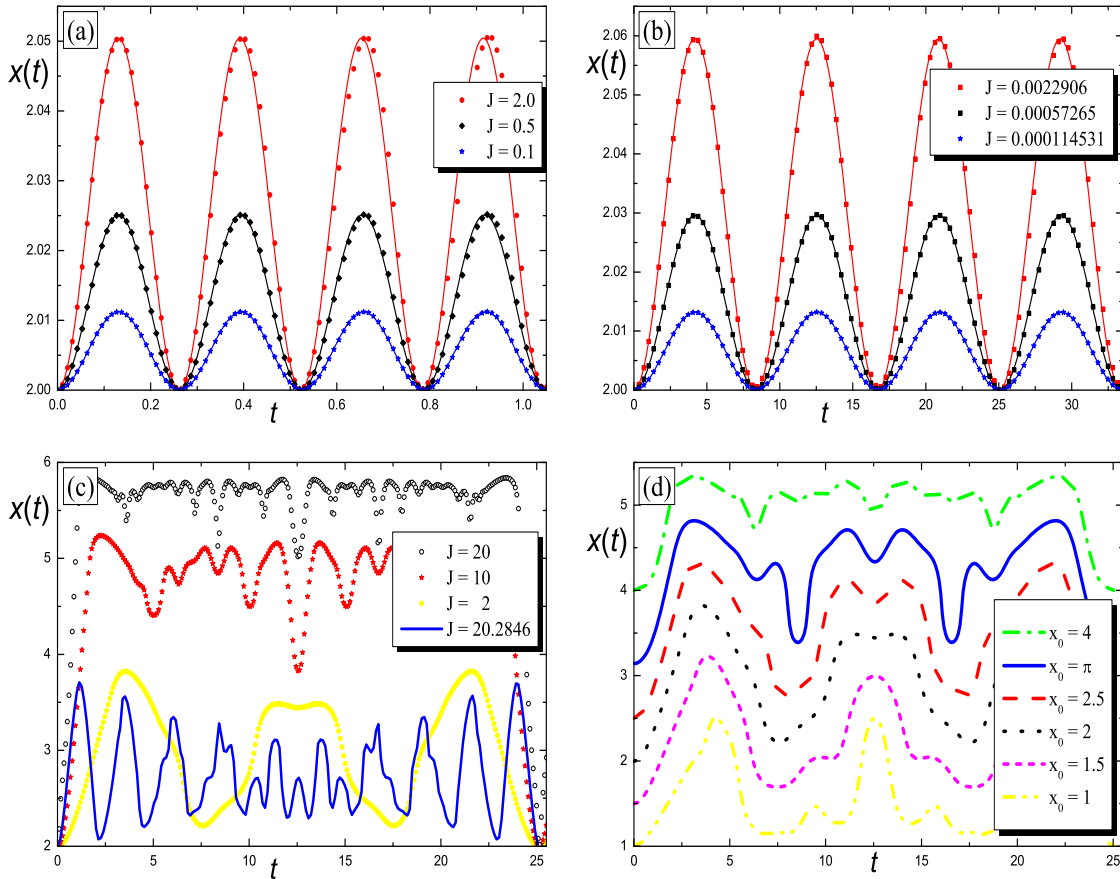 (a)
x(t)
2.05
2.04
2.03
2.02
2.01
2.00
J = 2.0
J = 0.5
J = 0.1
0.0 0.2 0.4 0.6 0.8 1.0
t
(b)
x(t)
2.06
2.05
2.04
2.03
2.02
2.01
2.00
J = 0.0022906
J = 0.00057265
J = 0.000114531
0 5 10 15 20 25 30
t
(c)
x(t)
6
5
4
3
2
J = 20
J = 10
J = 2
J = 20.2846
0 5 10 15 20 25
t
(d)
x(t)
5
4
3
2
1
x0 = 4
x0 = π
x0 = 2.5
x0 = 2
x0 = 1.5
x0 = 1
0 5 10 15 20 25
t